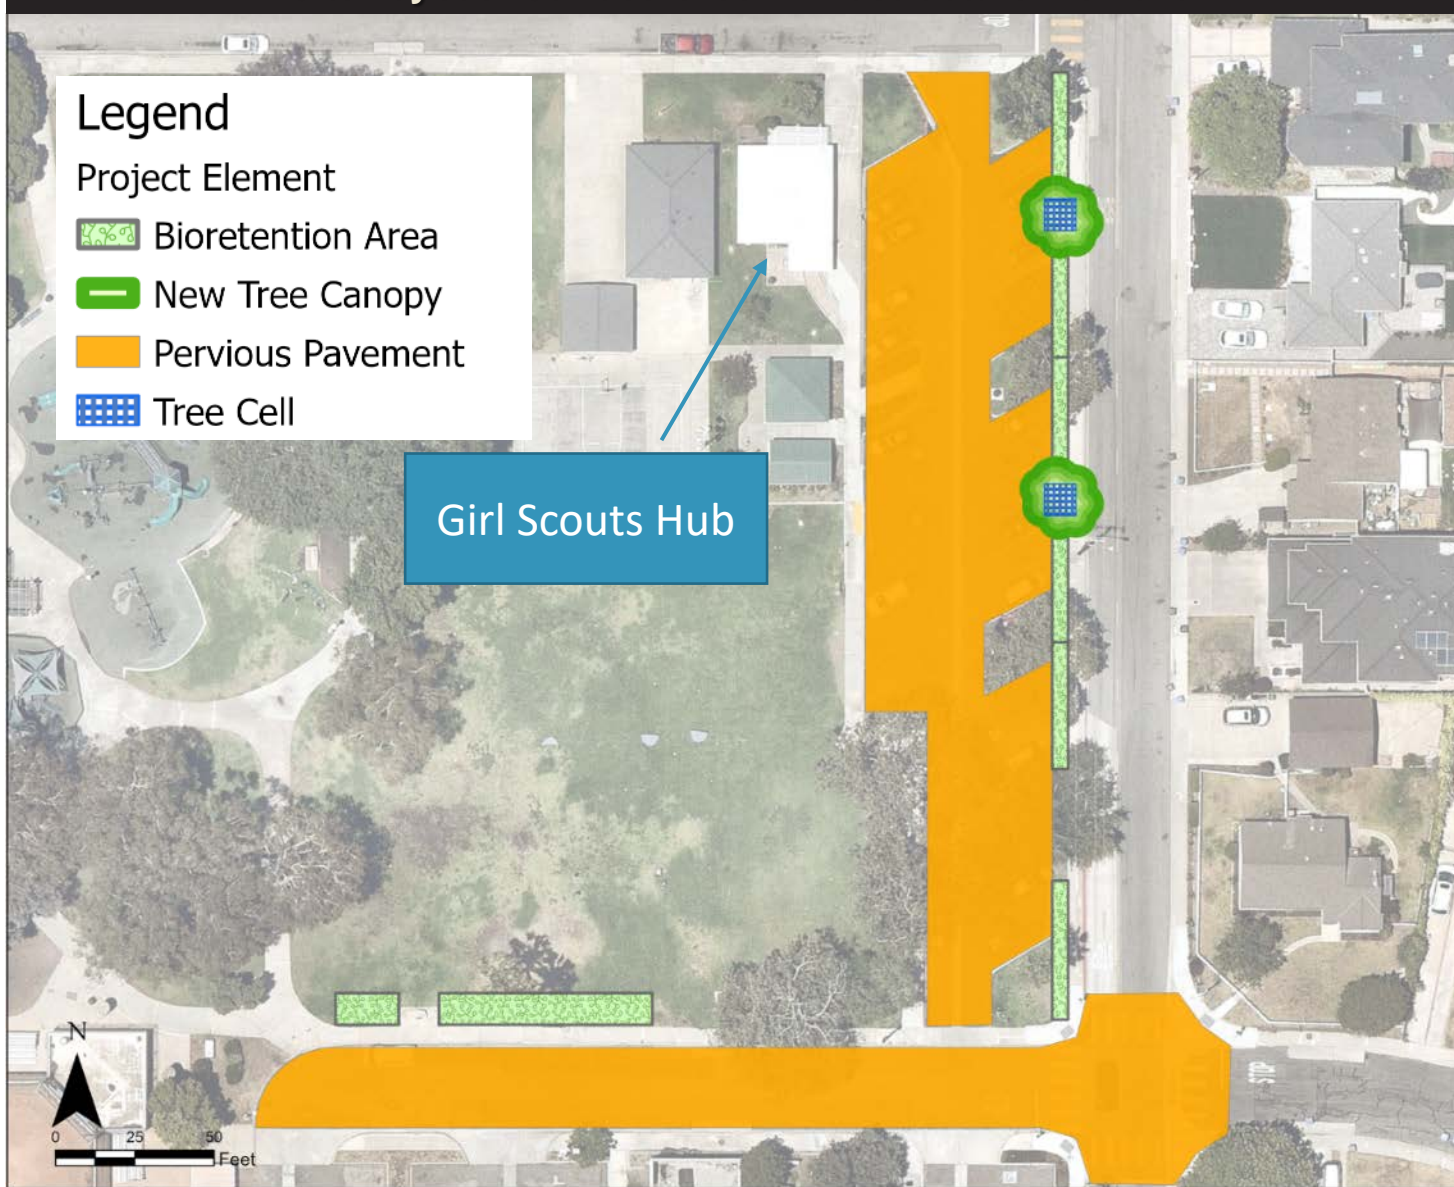 Legend
Project Element
Bioretention Area
New Tree Canopy
Pervious Pavement
Tree Cell
Girl Scouts Hub
N
0 25 50
Feet
STOP